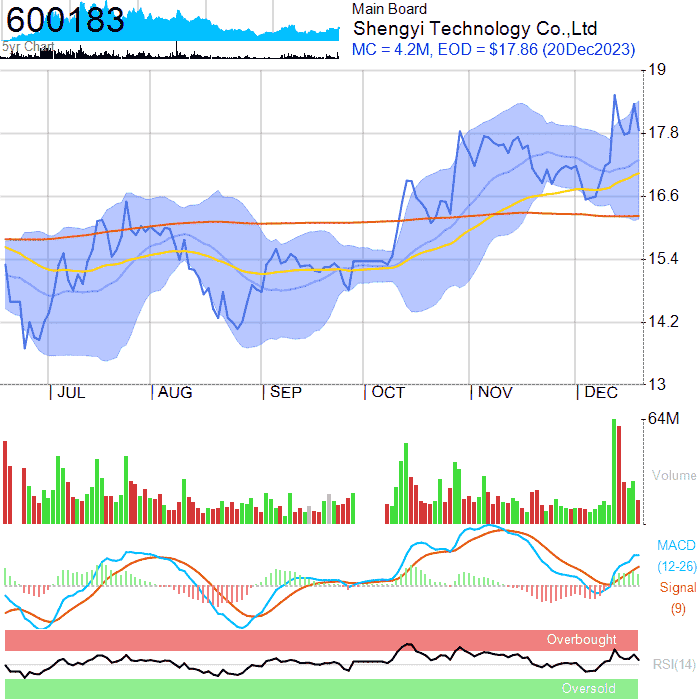 600183
5yr Chart
Main Board
Shengyi Technology Co.,Ltd
MC = 4.2M, EOD = $17.86 (20Dec2023)
19
17.8
16.6
15.4
14.2
13
JUL AUG SEP OCT NOV DEC
64M
Volume
MACD
(12-26)
Signal
(9)
Overbought
RSI(14)
Oversold